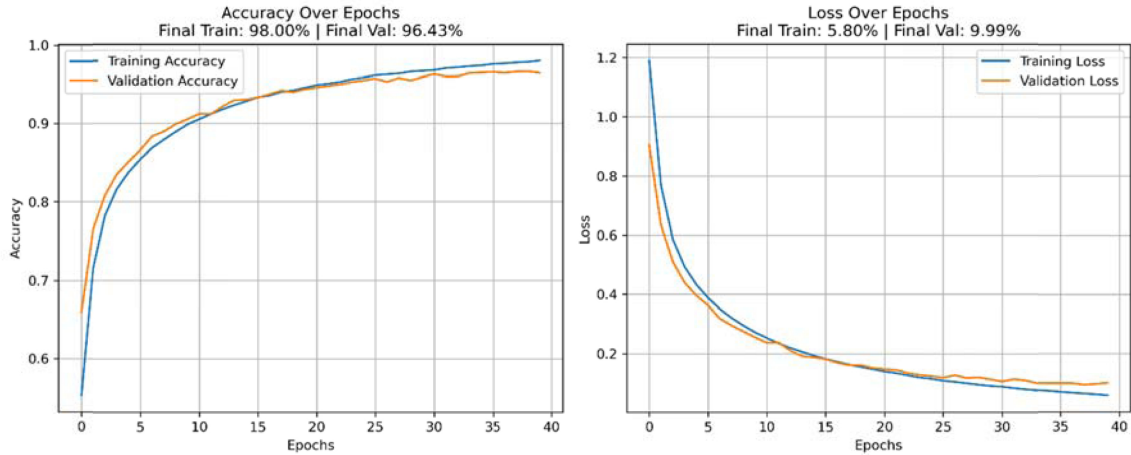 Accuracy Over Epochs
Final Train: 98.00% | Final Val: 96.43%
Training Accuracy
Validation Accuracy
Accuracy
1.0
0.9
0.8
0.7
0.6
0
5
10
15
20
25
30
35
40
Epochs
Loss Over Epochs
Final Train: 5.80% | Final Val: 9.99%
Training Loss
Validation Loss
Loss
1.2
1.0
0.8
0.6
0.4
0.2
0
5
10
15
20
25
30
35
40
Epochs